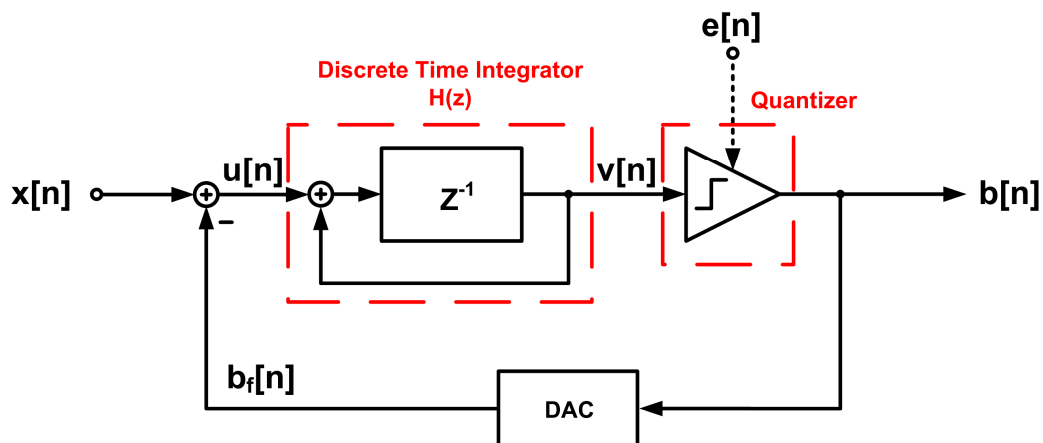 e[n]
Discrete Time Integrator
H(z)
Quantizer
x[n]
u[n]
Z⁻¹
v[n]
b[n]
+
+
−
bf[n]
DAC